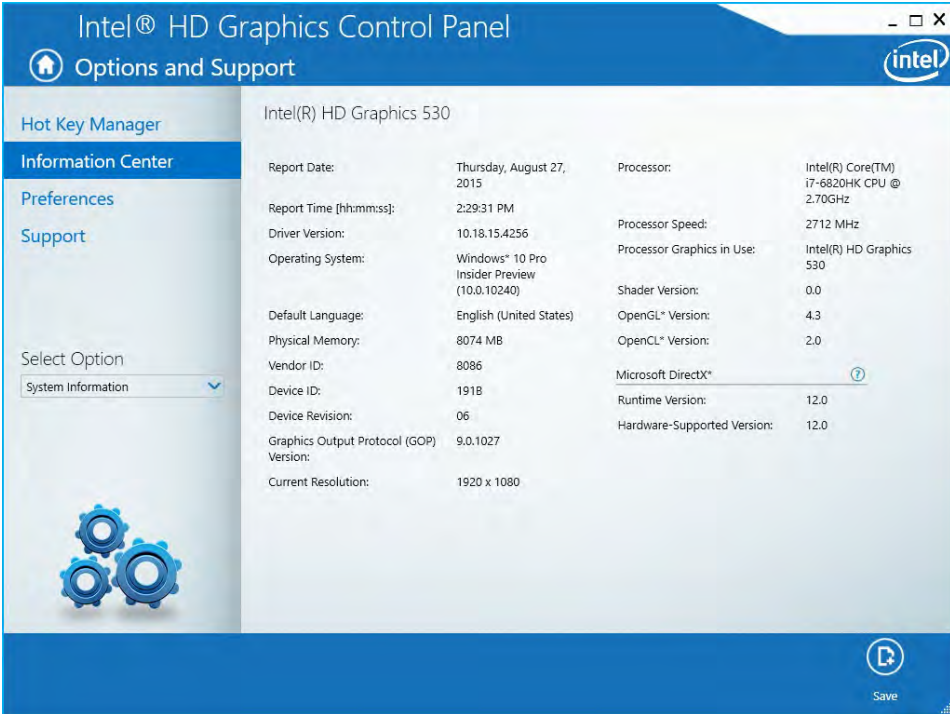 Intel® HD Graphics Control Panel
Options and Support
intel
Hot Key Manager
Information Center
Preferences
Support
Select Option
System Information
Intel(R) HD Graphics 530
Report Date: Thursday, August 27,
2015
Report Time [hh:mm:ss]: 2:29:31 PM
Driver Version: 10.18.15.4256
Operating System: Windows* 10 Pro
Insider Preview
(10.0.10240)
Default Language: English (United States)
Physical Memory: 8074 MB
Vendor ID: 8086
Device ID: 191B
Device Revision: 06
Graphics Output Protocol (GOP) 9.0.1027
Version:
Current Resolution: 1920 x 1080
Processor: Intel(R) Core(TM)
i7-6820HK CPU @
2.70GHz
Processor Speed: 2712 MHz
Processor Graphics in Use: Intel(R) HD Graphics
530
Shader Version: 0.0
OpenGL* Version: 4.3
OpenCL* Version: 2.0
Microsoft DirectX* ?
Runtime Version: 12.0
Hardware-Supported Version: 12.0
Save